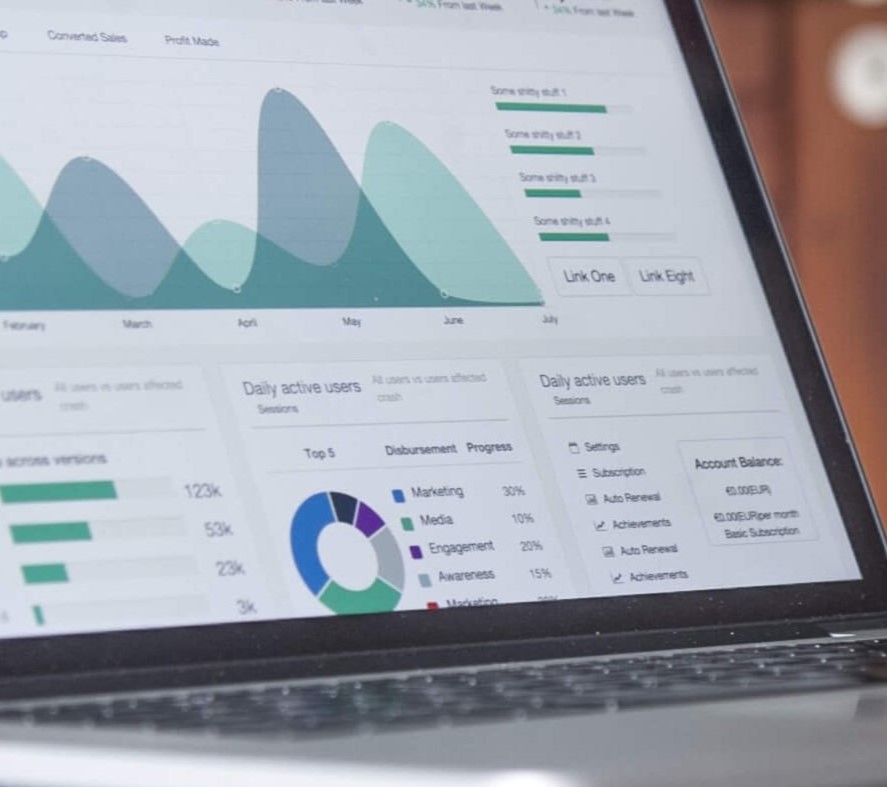 From last Week
34% From last Week
34% From last Week
Converted Sales
Profit Made
Some shitty stuff 1
Some shitty stuff 2
Some shitty stuff 3
Some shitty stuff 4
Link One
Link Eight
February
March
April
May
June
July
users
All users vs users affected
crash
across versions
123k
53k
23k
3k
Daily active users
All users vs users affected
crash
Sessions
Top 5
Disbursement
Progress
Marketing
30%
Media
10%
Engagement
20%
Awareness
15%
Marketing
Daily active users
All users vs users affected
crash
Sessions
Settings
Subscription
Auto Renewal
Achievements
Auto Renewal
Achievements
Account Balance:
€0.00(EUR)
€0.00(EUR)per month
Basic Subscription